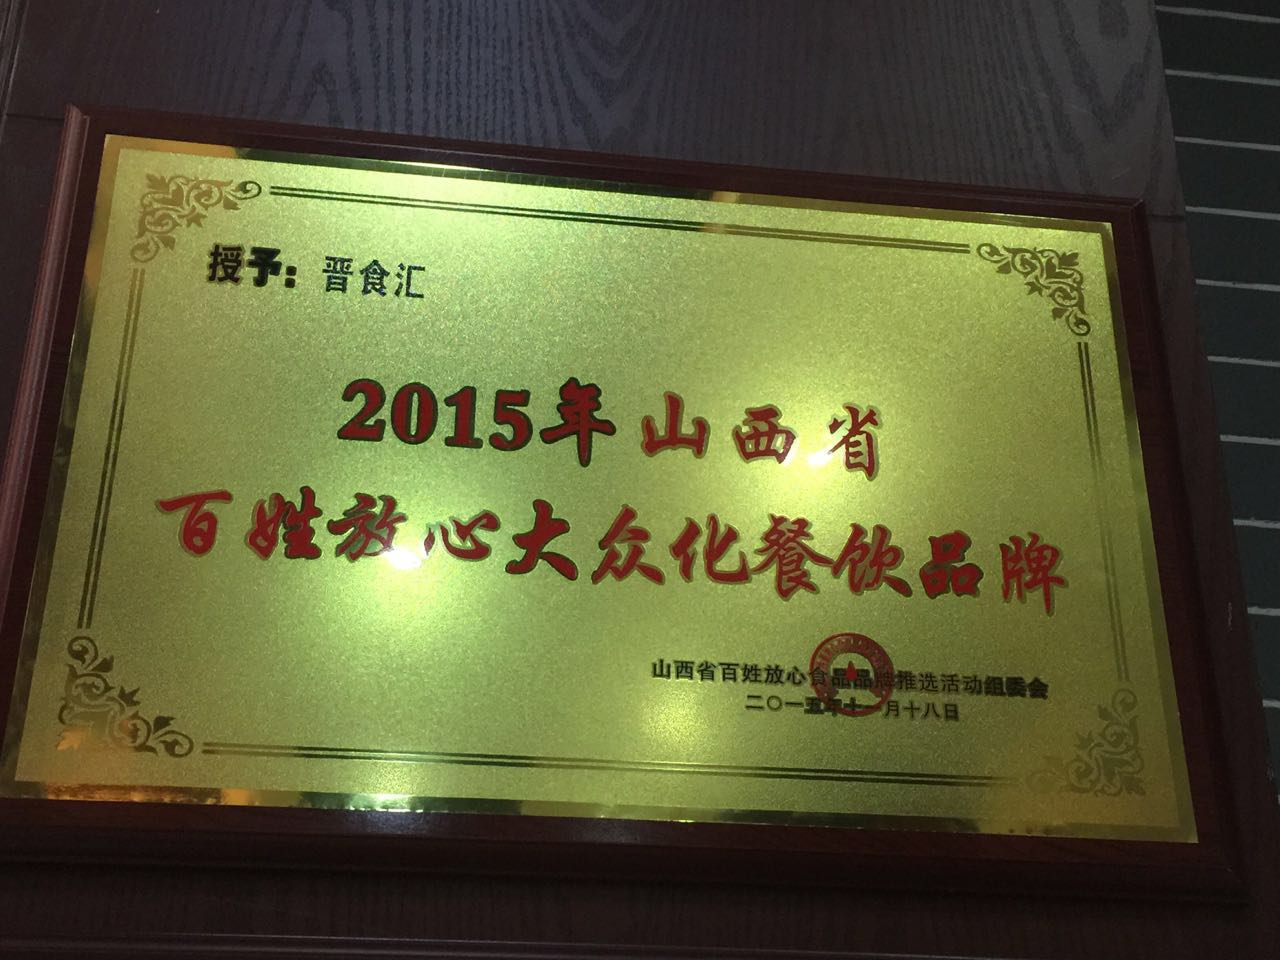 授予：晋食汇
2015年山西省
百姓放心大众化餐饮品牌
山西省百姓放心食品品牌推选活动组委会
二〇一五年十一月十八日